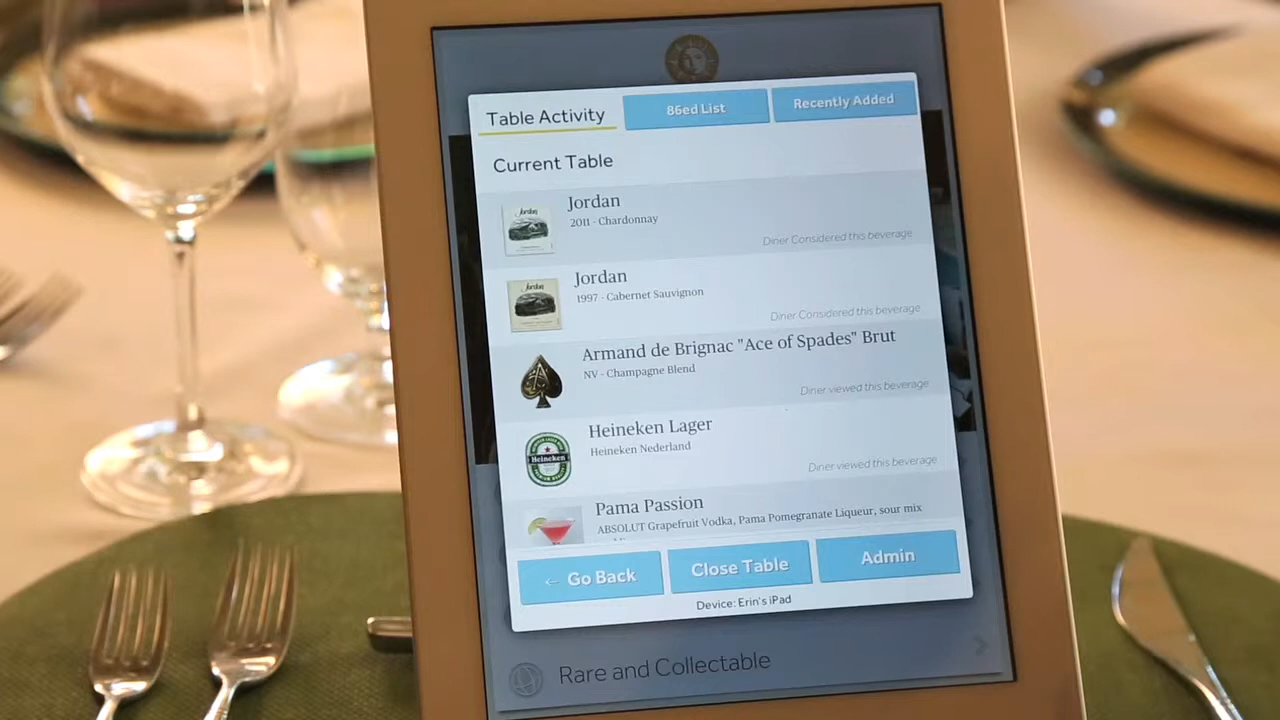 Table Activity
86ed List
Recently Added
Current Table
Jordan
Jordan
2011 - Chardonnay
Diner Considered this beverage
Jordan
Jordan
1997 - Cabernet Sauvignon
Diner Considered this beverage
Armand de Brignac "Ace of Spades" Brut
NV - Champagne Blend
Diner viewed this beverage
Heineken Lager
Heineken
Heineken Nederland
Diner viewed this beverage
Pama Passion
ABSOLUT Grapefruit Vodka, Pama Pomegranate Liqueur, sour mix
← Go Back
Close Table
Admin
Device: Erin's iPad
Rare and Collectable